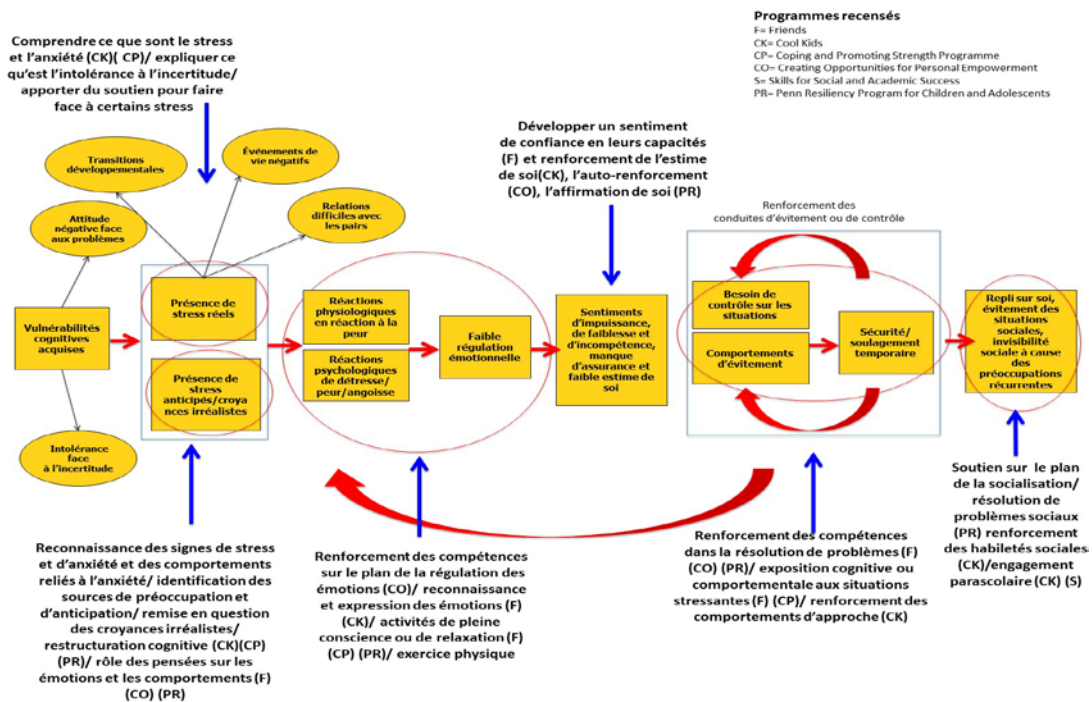 Programmes recensés
F= Friends
CK= Cool Kids
CP= Coping and Promoting Strength Programme
CO= Creating Opportunities for Personal Empowerment
S= Skills for Social and Academic Success
PR= Penn Resiliency Program for Children and Adolescents
Comprendre ce que sont le stress
et l'anxiété (CK)( CP)/ expliquer ce
qu'est l'intolérance à l'incertitude/
apporter du soutien pour faire
face à certains stress
Développer un sentiment
de confiance en leurs capacités
(F) et renforcement de l'estime
de soi(CK), l'auto-renforcement
(CO), l'affirmation de soi (PR)
Transitions
développementales
Événements de
vie négatifs
Attitude
négative face
aux problèmes
Relations
difficiles avec
les pairs
Renforcement des
conduites d'évitement ou de contrôle
Vulnérabilités
cognitives
acquises
Présence de
stress réels
Présence de
stress
anticipés/croya
nces irréalistes
Intolérance
face
à l'incertitude
Réactions
physiologiques
en réaction à la
peur
Réactions
psychologiques
de détresse/
peur/angoisse
Faible
régulation
émotionnelle
Sentiments
d'impuissance,
de faiblesse et
d'incompétence,
manque
d'assurance et
faible estime de
soi
Besoin de
contrôle sur les
situations
Comportements
d'évitement
Sécurité/
soulagement
temporaire
Repli sur soi,
évitement des
situations
sociales,
invisibilité
sociale à cause
des
préoccupations
récurrentes
Reconnaissance des signes de stress
et d'anxiété et des comportements
reliés à l'anxiété/ identification des
sources de préoccupation et
d'anticipation/ remise en question
des croyances irréalistes/
restructuration cognitive (CK)(CP)
(PR)/ rôle des pensées sur les
émotions et les comportements (F)
(CO) (PR)
Renforcement des compétences
sur le plan de la régulation des
émotions (CO)/ reconnaissance
et expression des émotions (F)
(CK)/ activités de pleine
conscience ou de relaxation (F)
(CP) (PR)/ exercice physique
Renforcement des compétences
dans la résolution de problèmes (F)
(CO) (PR)/ exposition cognitive ou
comportementale aux situations
stressantes (F) (CP)/ renforcement des
comportements d'approche (CK)
Soutien sur le plan
de la socialisation/
résolution de
problèmes sociaux
(PR) renforcement
des habiletés sociales
(CK)/engagement
parascolaire (CK) (S)